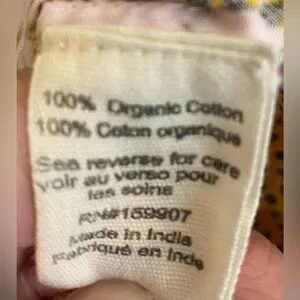 100% Organic Cotton
100% Coton organique
See reverse for care
voir au verso pour
les soins
RN#159907
Made in India
Fabriqué en Inde